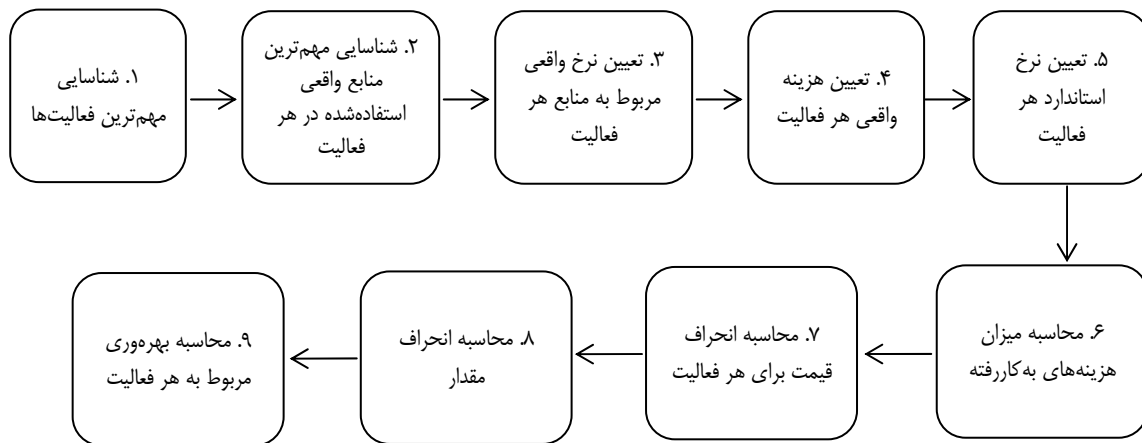 ۱. شناسایی
مهم‌ترین فعالیت‌ها
۲. شناسایی مهم‌ترین
منابع واقعی
استفاده‌شده در هر
فعالیت
۳. تعیین نرخ واقعی
مربوط به منابع هر
فعالیت
۴. تعیین هزینه
واقعی هر فعالیت
۵. تعیین نرخ
استاندارد هر
فعالیت
۶. محاسبه میزان
هزینه‌های به‌کاررفته
۷. محاسبه انحراف
قیمت برای هر فعالیت
۸. محاسبه انحراف
مقدار
۹. محاسبه بهره‌وری
مربوط به هر فعالیت